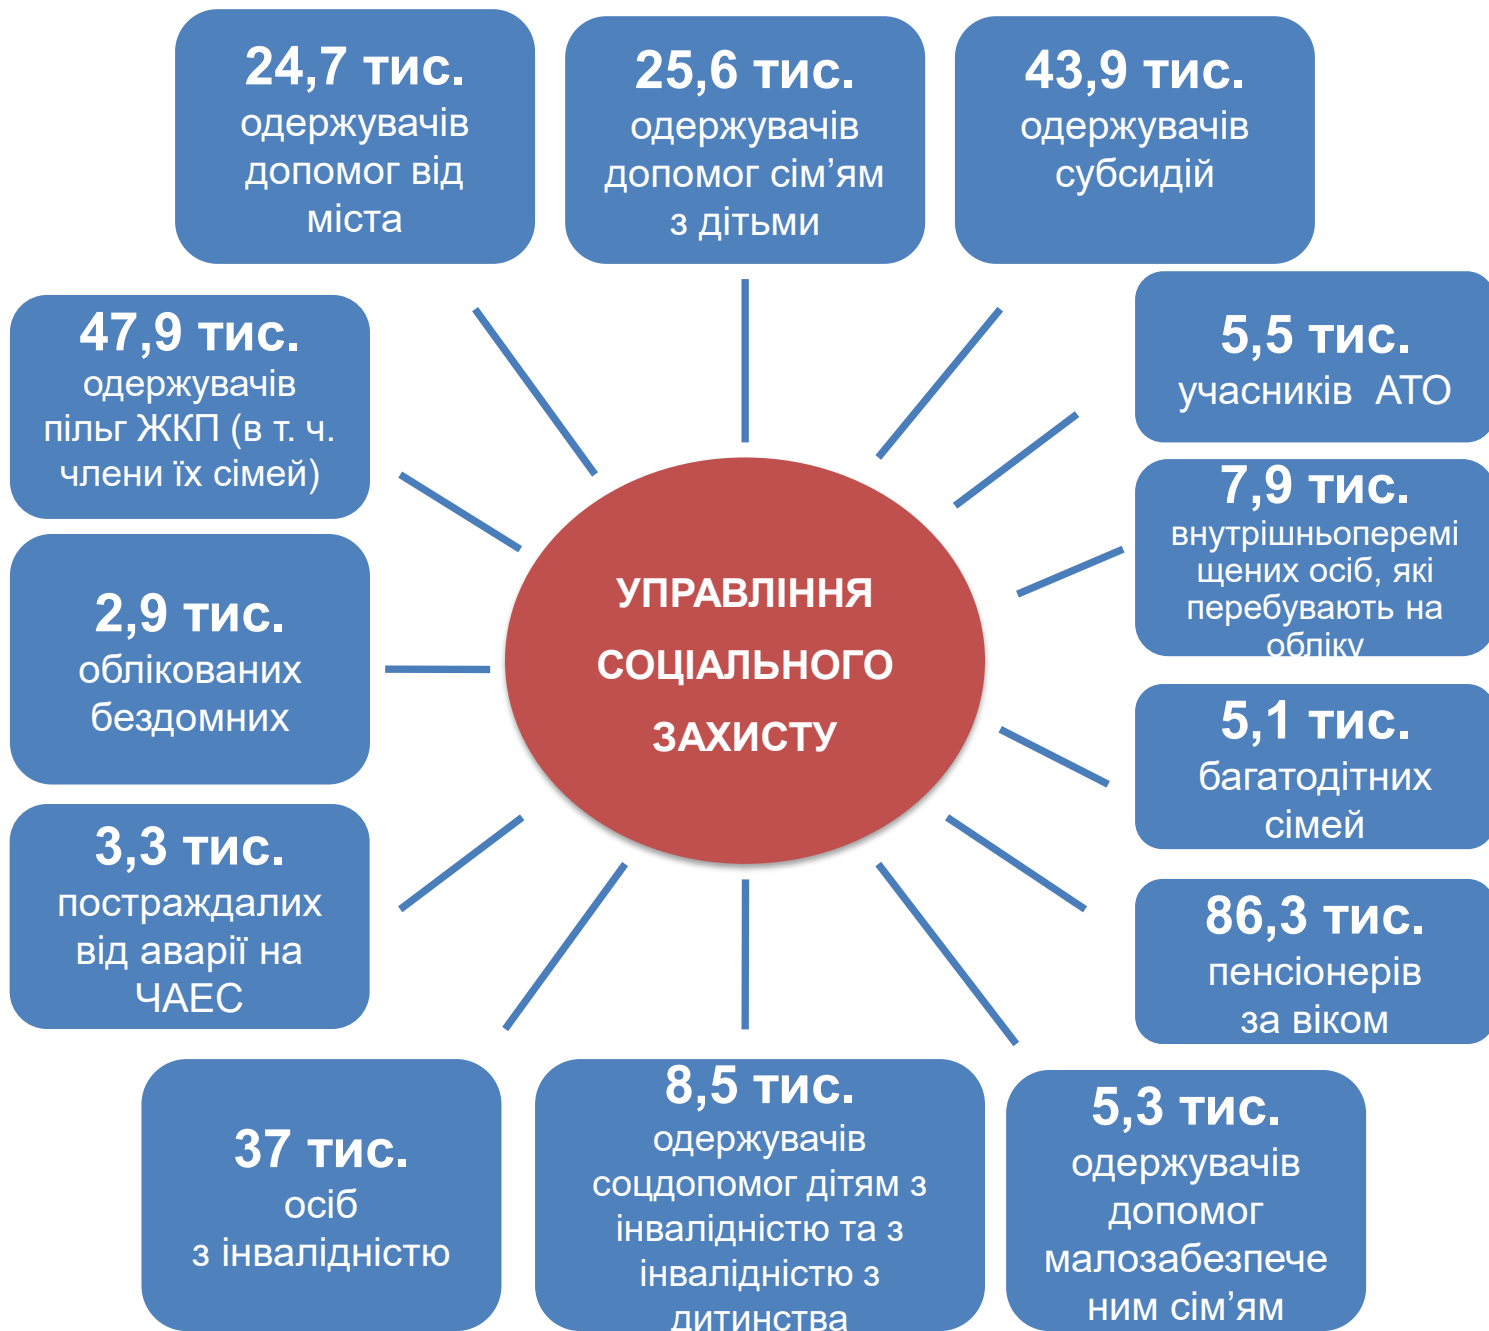 24,7 тис.
одержувачів
допомог від
міста
25,6 тис.
одержувачів
допомог сім’ям
з дітьми
43,9 тис.
одержувачів
субсидій
47,9 тис.
одержувачів
пільг ЖКП (в т. ч.
члени їх сімей)
5,5 тис.
учасників АТО
7,9 тис.
внутрішньоперемі
щених осіб, які
перебувають на
обліку
2,9 тис.
облікованих
бездомних
УПРАВЛІННЯ
СОЦІАЛЬНОГО
ЗАХИСТУ
5,1 тис.
багатодітних
сімей
3,3 тис.
постраждалих
від аварії на
ЧАЕС
86,3 тис.
пенсіонерів
за віком
37 тис.
осіб
з інвалідністю
8,5 тис.
одержувачів
соцдопомог дітям з
інвалідністю та з
інвалідністю з
дитинства
5,3 тис.
одержувачів
допомог
малозабезпече
ним сім’ям